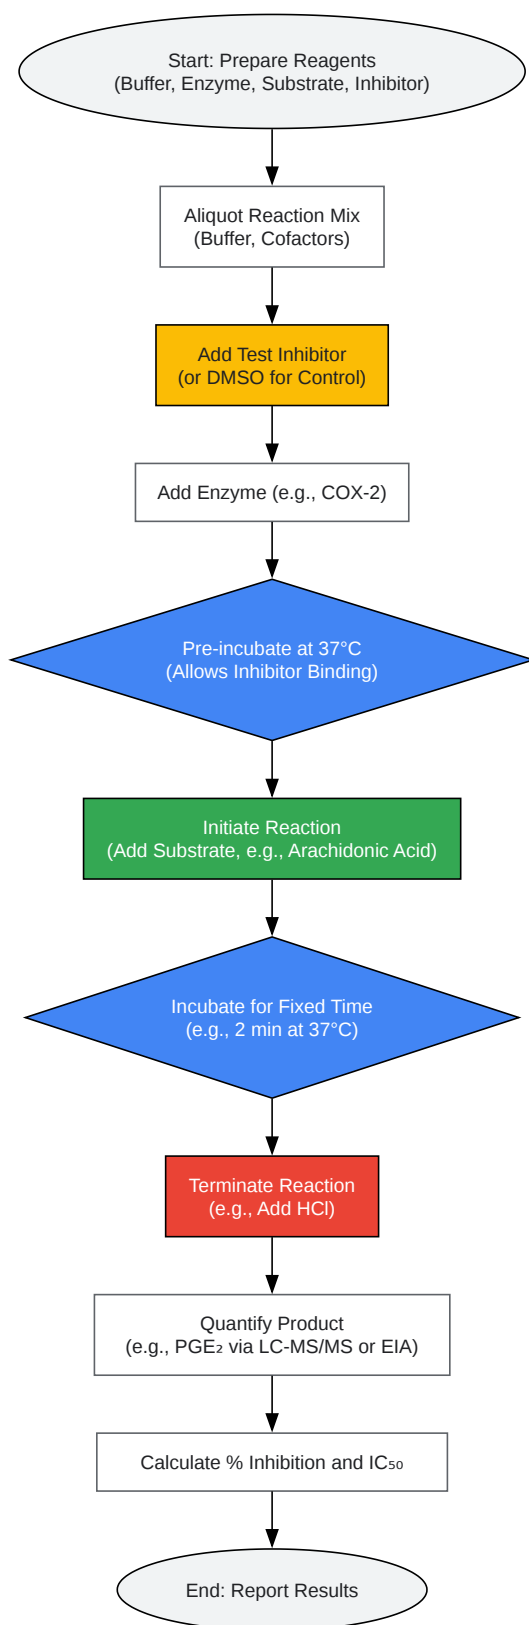 Start: Prepare Reagents
(Buffer, Enzyme, Substrate, Inhibitor)
Aliquot Reaction Mix
(Buffer, Cofactors)
Add Test Inhibitor
(or DMSO for Control)
Add Enzyme (e.g., COX-2)
Pre-incubate at 37°C
(Allows Inhibitor Binding)
Initiate Reaction
(Add Substrate, e.g., Arachidonic Acid)
Incubate for Fixed Time
(e.g., 2 min at 37°C)
Terminate Reaction
(e.g., Add HCl)
Quantify Product
(e.g., PGE₂ via LC-MS/MS or EIA)
Calculate % Inhibition and IC₅₀
End: Report Results